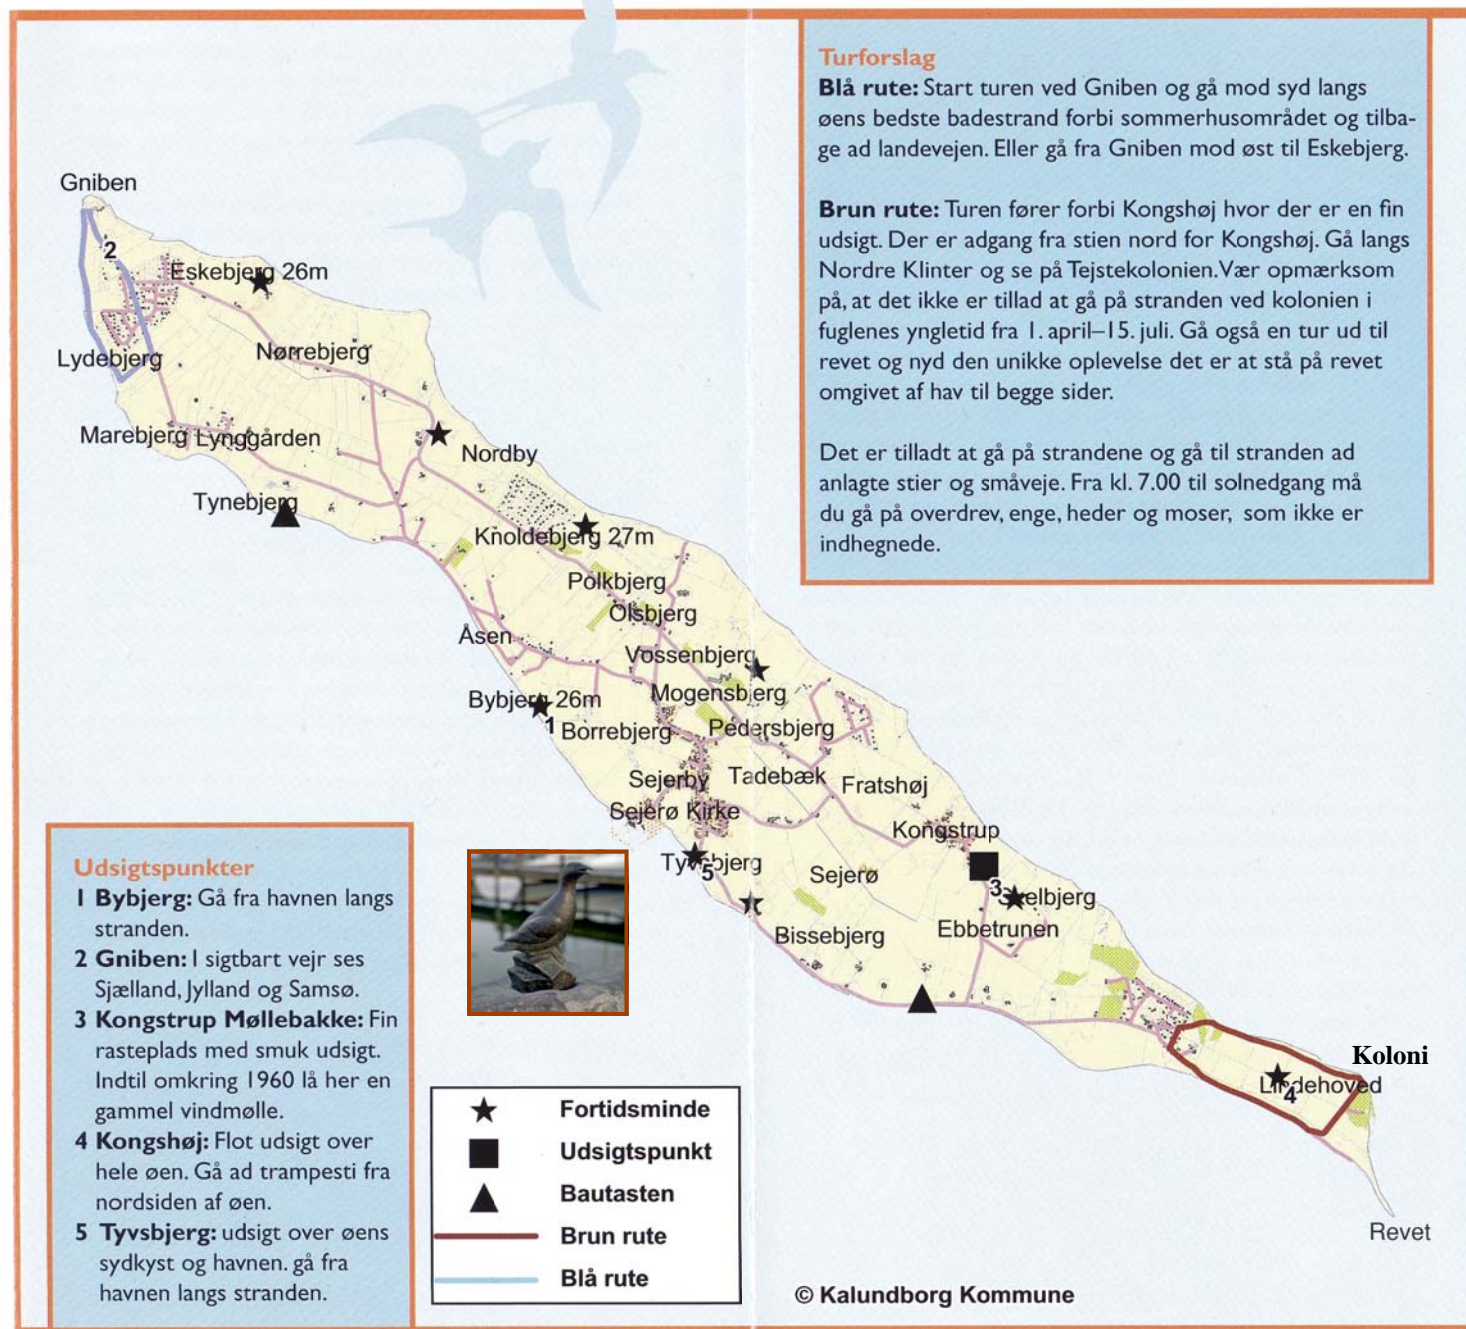 Turforslag
Blå rute: Start turen ved Gniben og gå mod syd langs
øens bedste badestrand forbi sommerhusområdet og tilba-
ge ad landevejen. Eller gå fra Gniben mod øst til Eskebjerg.
Brun rute: Turen fører forbi Kongshøj hvor der er en fin
udsigt. Der er adgang fra stien nord for Kongshøj. Gå langs
Nordre Klinter og se på Tejstekolonien. Vær opmærksom
på, at det ikke er tillad at gå på stranden ved kolonien i
fuglenes yngletid fra 1. april–15. juli. Gå også en tur ud til
revet og nyd den unikke oplevelse det er at stå på revet
omgivet af hav til begge sider.
Det er tilladt at gå på strandene og gå til stranden ad
anlagte stier og småveje. Fra kl. 7.00 til solnedgang må
du gå på overdrev, enge, heder og moser, som ikke er
indhegnede.
Gniben
2
Eskebjerg 26m
Nørrebjerg
Lydebjerg
Marebjerg Lynggården
Nordby
Tynebjerg
Knoldebjerg 27m
Polkbjerg
Olsbjerg
Åsen
Vossenbjerg
Mogensbjerg
Bybjerg 26m
1
Borrebjerg
Pedersbjerg
Sejerby
Tadebæk
Fratshøj
Sejerø Kirke
Kongstrup
Tyvsbjerg
5
Sejerø
3
Skelbjerg
Ebbetrunen
Bissebjerg
Koloni
Lindehoved
4
Revet
Udsigtspunkter
1 Bybjerg: Gå fra havnen langs
stranden.
2 Gniben: I sigtbart vejr ses
Sjælland, Jylland og Samsø.
3 Kongstrup Møllebakke: Fin
rasteplads med smuk udsigt.
Indtil omkring 1960 lå her en
gammel vindmølle.
4 Kongshøj: Flot udsigt over
hele øen. Gå ad trampesti fra
nordsiden af øen.
5 Tyvsbjerg: udsigt over øens
sydkyst og havnen. gå fra
havnen langs stranden.
Fortidsminde
Udsigtspunkt
Bautasten
Brun rute
Blå rute
© Kalundborg Kommune